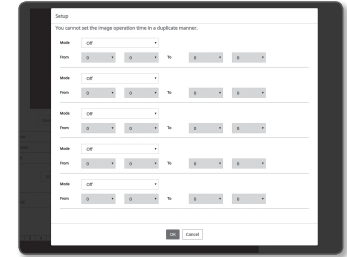 Setup
You cannot set the image operation time in a duplicate manner.
Mode Off
From 0 0 To 0 0
Mode Off
From 0 0 To 0 0
Mode Off
From 0 0 To 0 0
Mode Off
From 0 0 To 0 0
Mode Off
From 0 0 To 0 0
OK Cancel